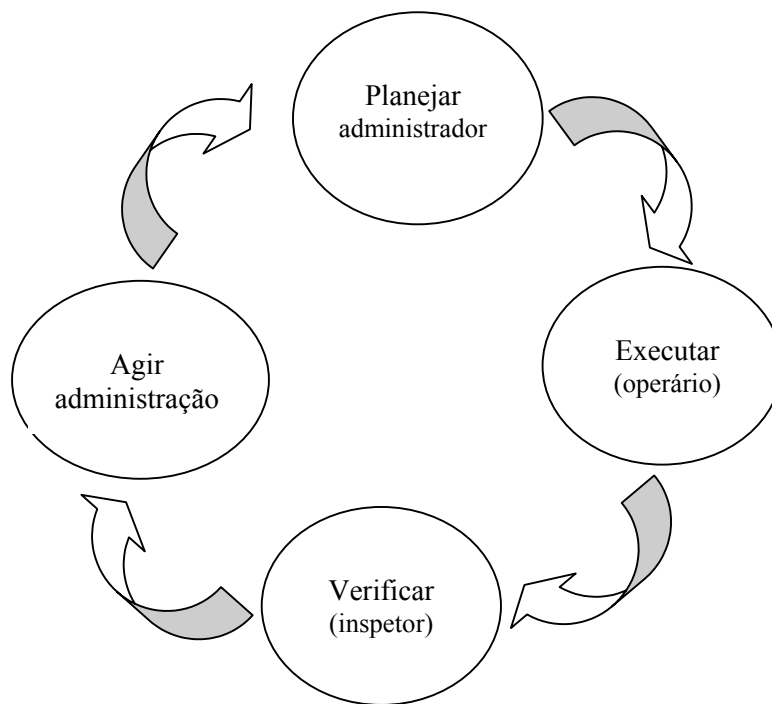 Planejar
administrador
Executar
(operário)
Verificar
(inspetor)
Agir
administração